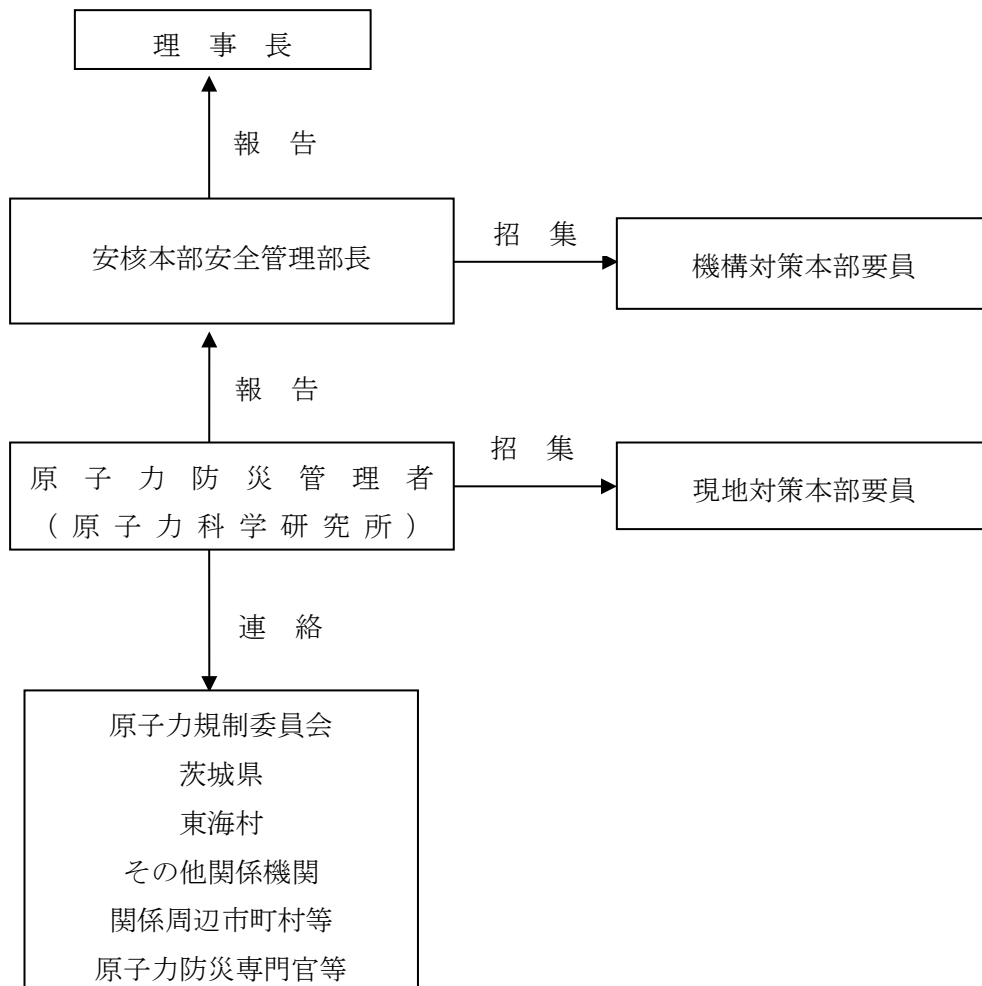 理 事 長
報 告
安核本部安全管理部長
招 集
機構対策本部要員
報 告
原 子 力 防 災 管 理 者
（ 原 子 力 科 学 研 究 所 ）
招 集
現地対策本部要員
連 絡
原子力規制委員会
茨城県
東海村
その他関係機関
関係周辺市町村等
原子力防災専門官等